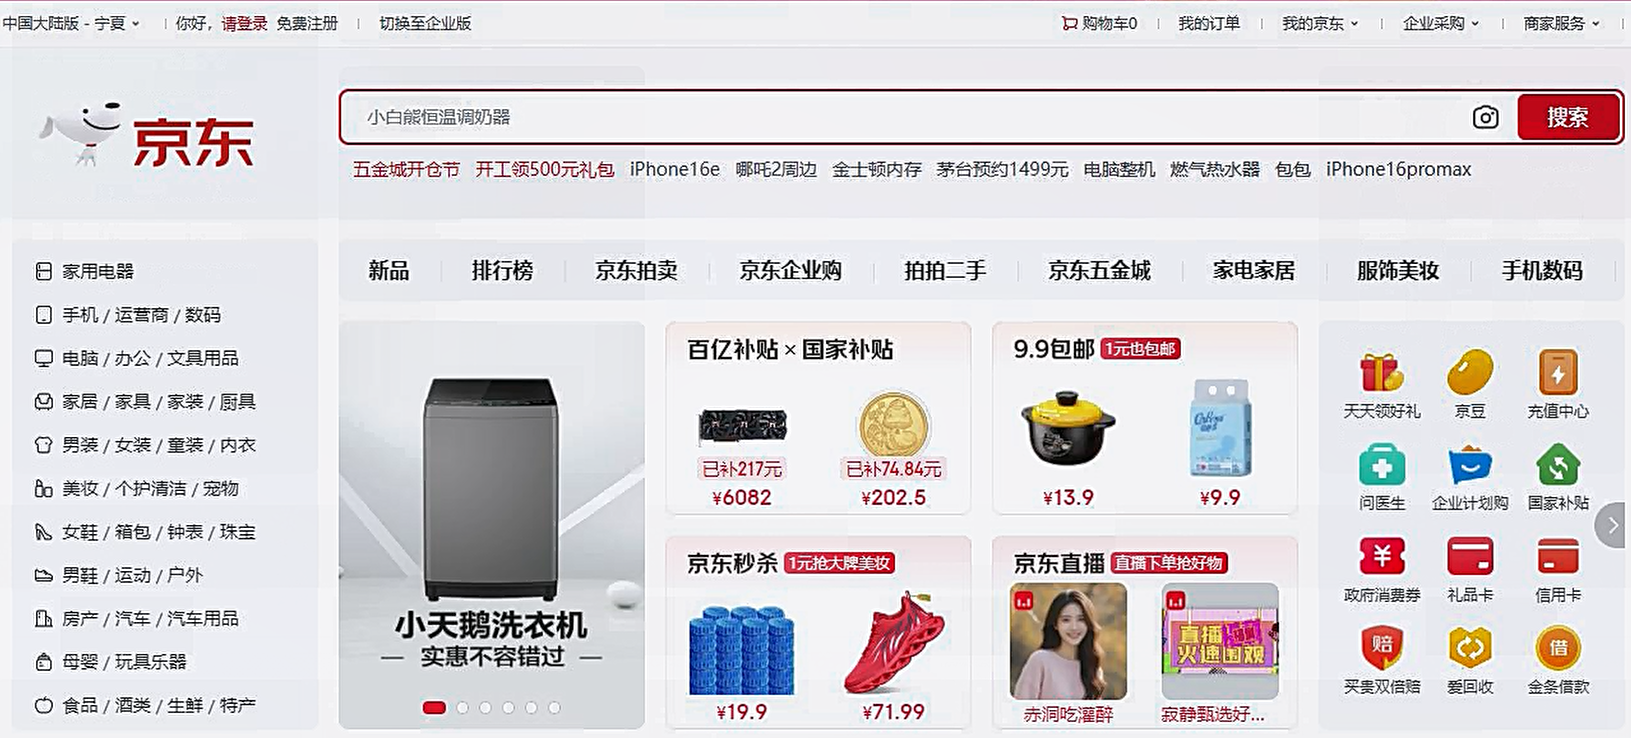 中国大陆版 - 宁夏 你好，请登录 免费注册 切换至企业版 购物车0 我的订单 我的京东 企业采购 商家服务
京东
小白熊恒温调奶器 搜索
五金城开仓节 开工领500元礼包 iPhone16e 哪吒2周边 金士顿内存 茅台预约1499元 电脑整机 燃气热水器 包包 iPhone16promax
新品 排行榜 京东拍卖 京东企业购 拍拍二手 京东五金城 家电家居 服饰美妆 手机数码
家用电器
手机 / 运营商 / 数码
电脑 / 办公 / 文具用品
家居 / 家具 / 家装 / 厨具
男装 / 女装 / 童装 / 内衣
美妆 / 个护清洁 / 宠物
女鞋 / 箱包 / 钟表 / 珠宝
男鞋 / 运动 / 户外
房产 / 汽车 / 汽车用品
母婴 / 玩具乐器
食品 / 酒类 / 生鲜 / 特产
小天鹅洗衣机
— 实惠不容错过 —
百亿补贴 × 国家补贴
已补217元 已补74.84元
¥6082 ¥202.5
9.9包邮 1元也包邮
¥13.9 ¥9.9
京东秒杀 1元抢大牌美妆
¥19.9 ¥71.99
京东直播 直播下单抢好物
直播
火速围观
赤洞吃灌醉 寂静甄选好...
天天领好礼 京豆 充值中心
问医生 企业计划购 国家补贴
¥
政府消费券 礼品卡 信用卡
赔 借
买贵双倍赔 爱回收 金条借款